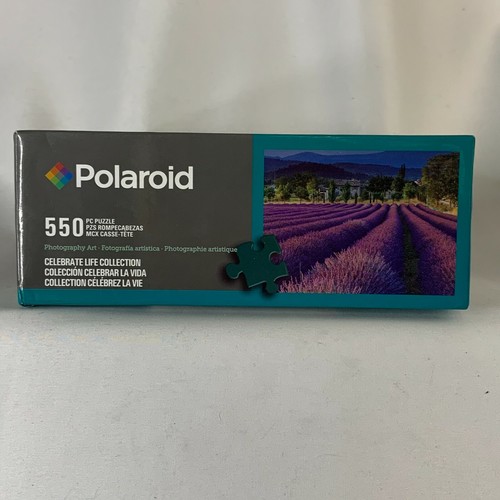 Polaroid
550 PC PUZZLE
PZS ROMPECABEZAS
MCX CASSE-TÊTE
Photography Art · Fotografía artística · Photographie artistique
CELEBRATE LIFE COLLECTION
COLECCIÓN CELEBRAR LA VIDA
COLLECTION CÉLÉBREZ LA VIE